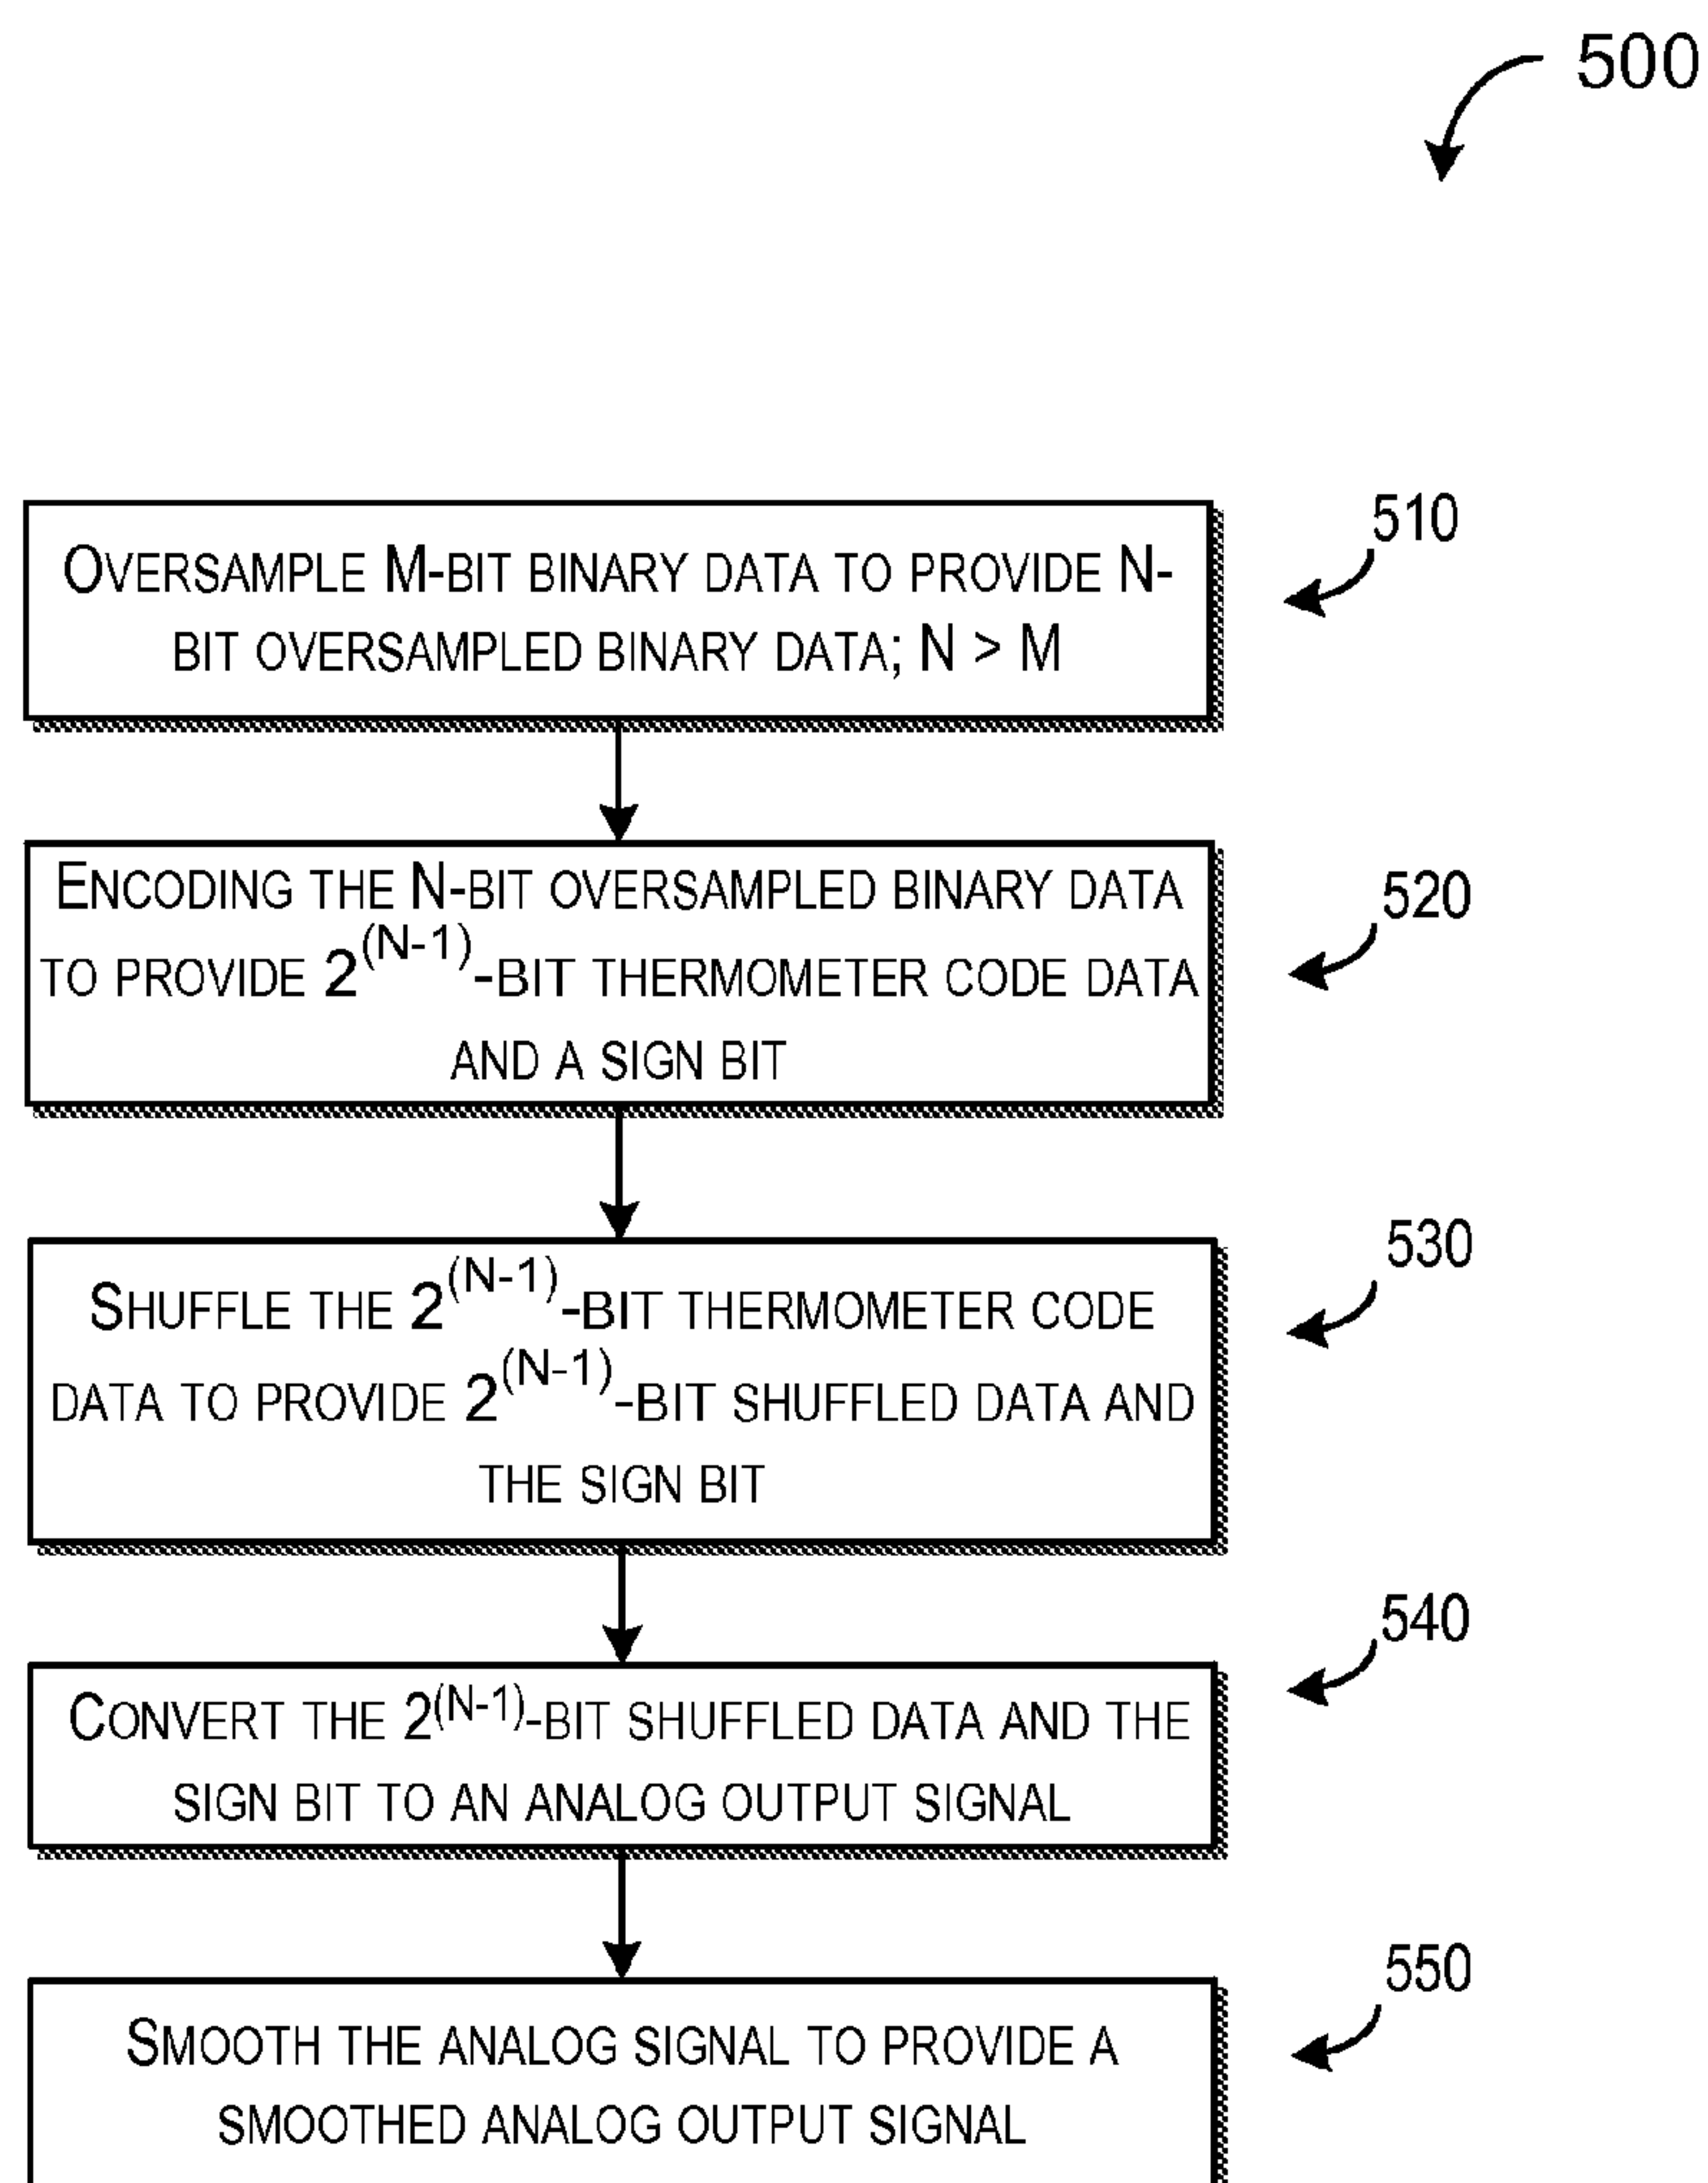 500
510
OVERSAMPLE M-BIT BINARY DATA TO PROVIDE N-
BIT OVERSAMPLED BINARY DATA; N > M
520
ENCODING THE N-BIT OVERSAMPLED BINARY DATA
TO PROVIDE 2^(N-1)-BIT THERMOMETER CODE DATA
AND A SIGN BIT
530
SHUFFLE THE 2^(N-1)-BIT THERMOMETER CODE
DATA TO PROVIDE 2^(N-1)-BIT SHUFFLED DATA AND
THE SIGN BIT
540
CONVERT THE 2^(N-1)-BIT SHUFFLED DATA AND THE
SIGN BIT TO AN ANALOG OUTPUT SIGNAL
550
SMOOTH THE ANALOG SIGNAL TO PROVIDE A
SMOOTHED ANALOG OUTPUT SIGNAL